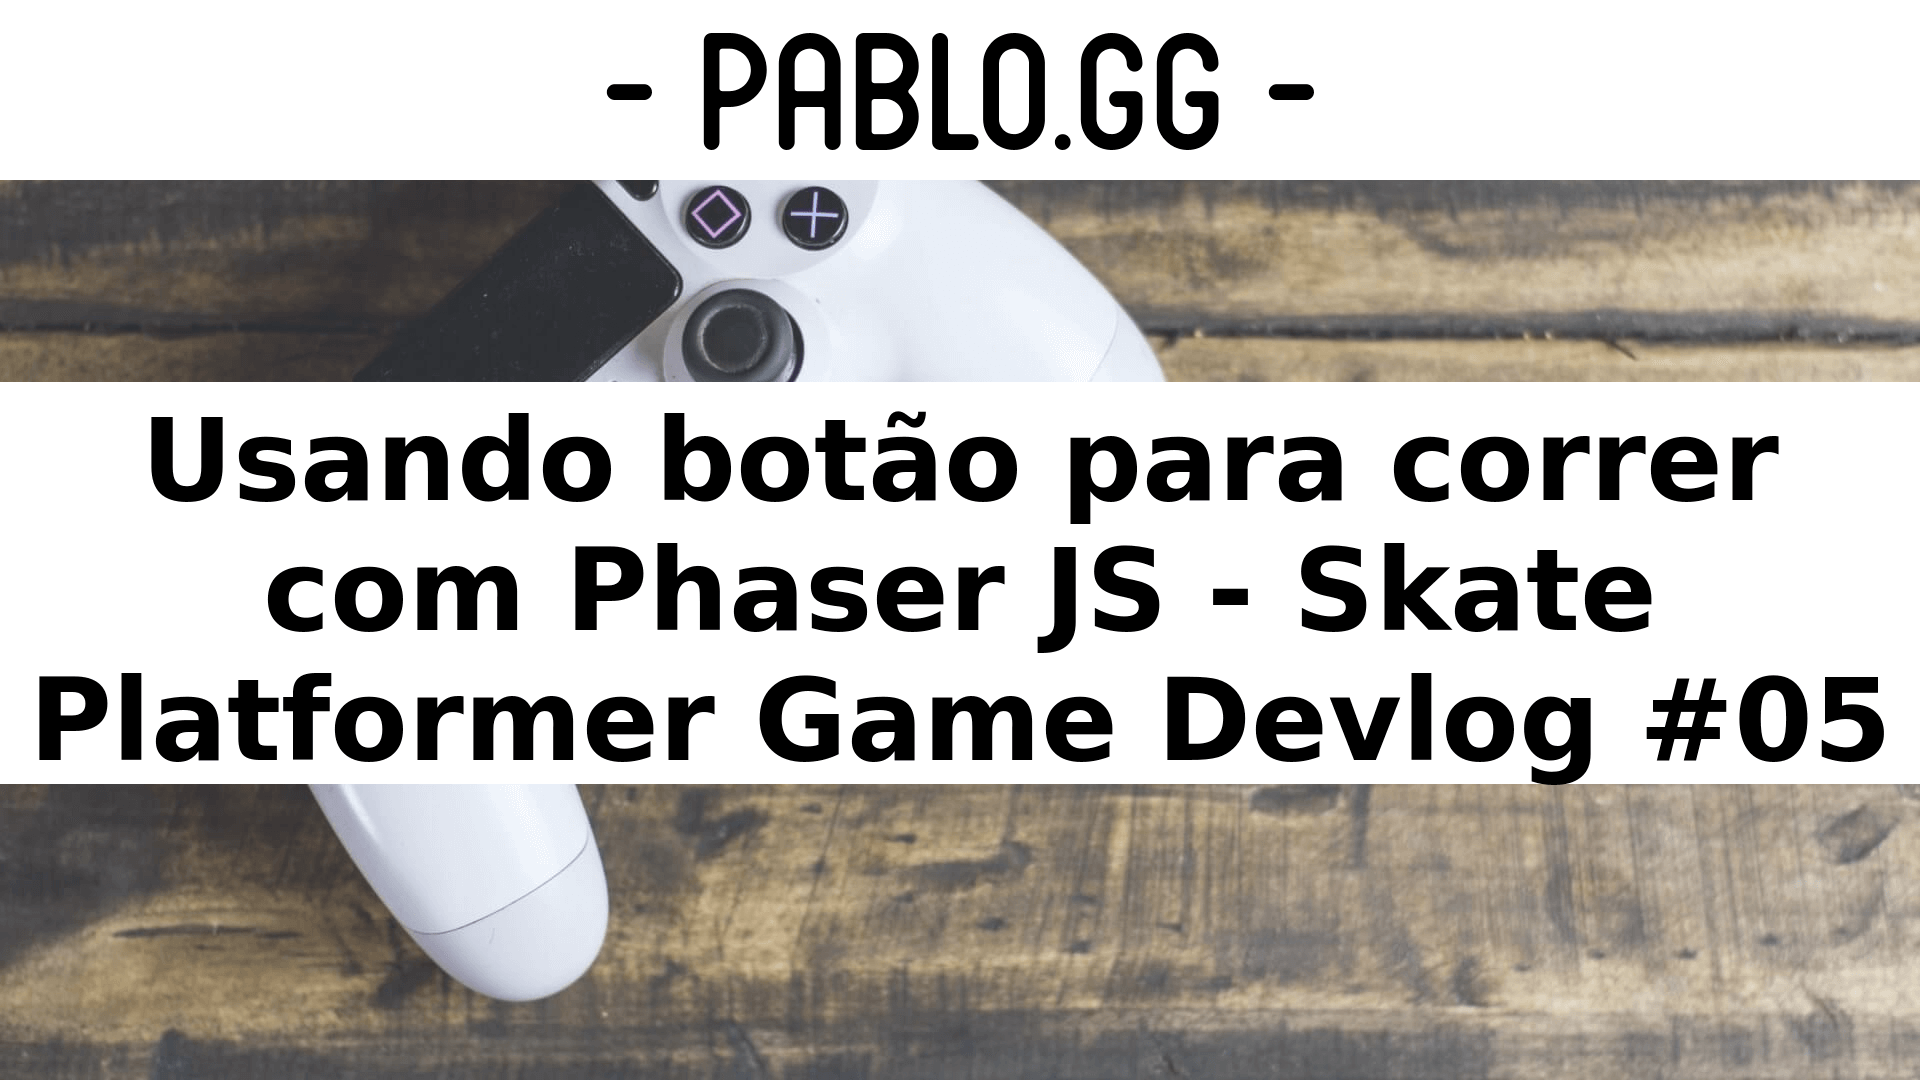 - PABLO.GG -
Usando botão para correr
com Phaser JS - Skate
Platformer Game Devlog #05